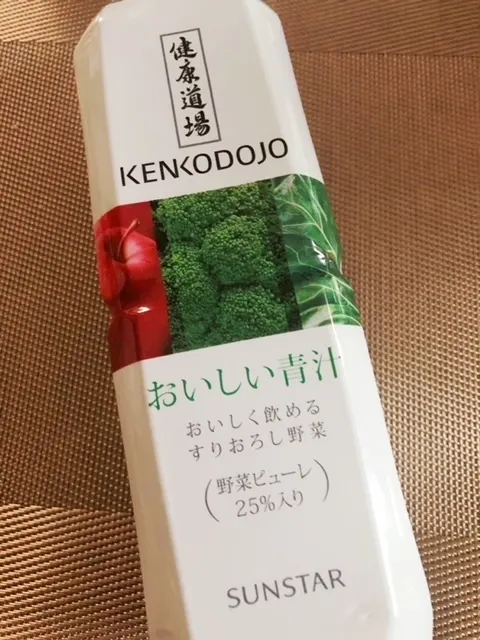 健康道場
KENKODOJO
おいしい青汁
おいしく飲める
すりおろし野菜
(野菜ピューレ
25%入り)
SUNSTAR